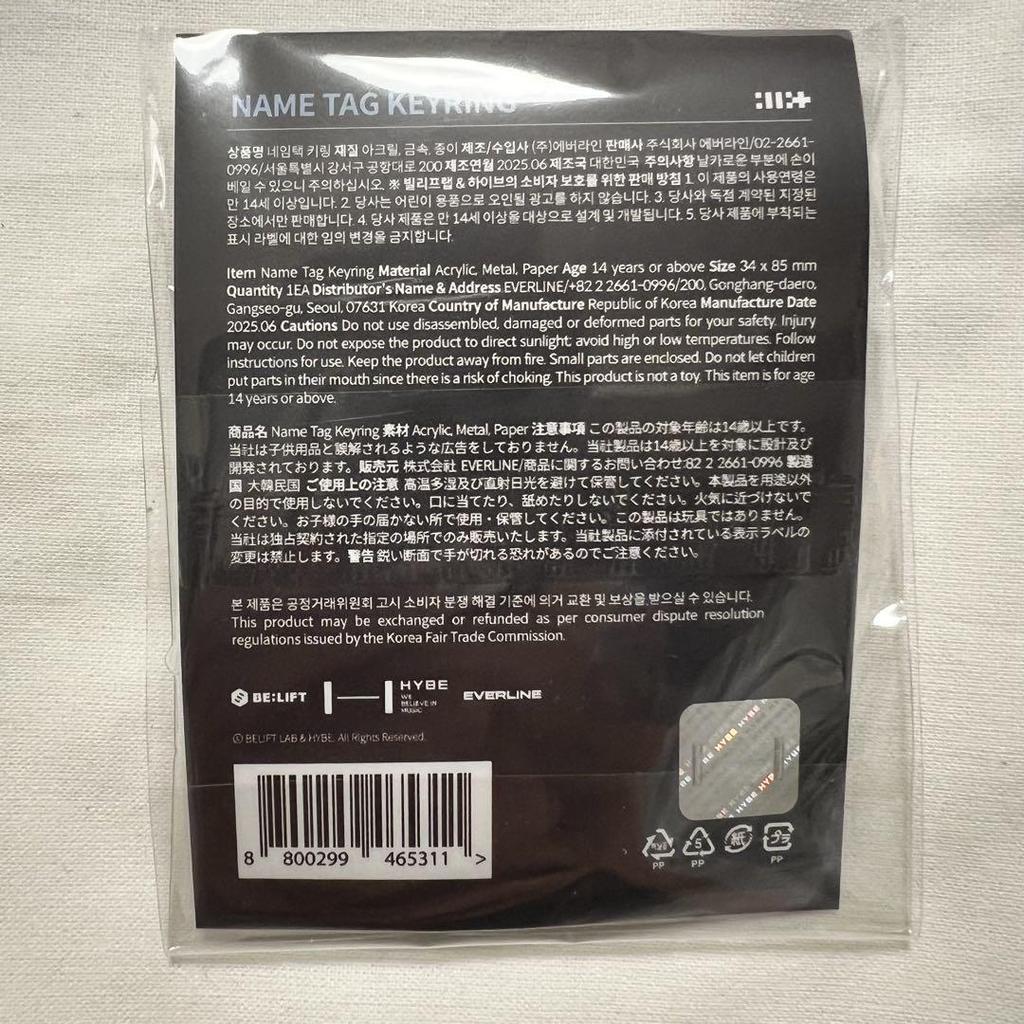 NAME TAG KEYRING
상품명 네임택 키링 재질 아크릴, 금속, 종이 제조/수입사 (주)에버라인 판매사 주식회사 에버라인/02-2661-
0996/서울특별시 강서구 공항대로 200 제조연월 2025.06 제조국 대한민국 주의사항 날카로운 부분에 손이
베일 수 있으니 주의하십시오. ※ 빌리프랩 & 하이브의 소비자 보호를 위한 판매 방침 1. 이 제품의 사용연령은
만 14세 이상입니다. 2. 당사는 어린이 용품으로 오인될 광고를 하지 않습니다. 3. 당사와 독점 계약된 지정된
장소에서만 판매합니다. 4. 당사 제품은 만 14세 이상을 대상으로 설계 및 개발됩니다. 5. 당사 제품에 부착되는
표시 라벨에 대한 임의 변경을 금지합니다.
Item Name Tag Keyring Material Acrylic, Metal, Paper Age 14 years or above Size 34 x 85 mm
Quantity 1EA Distributor's Name & Address EVERLINE/+82 2 2661-0996/200, Gonghang-daero,
Gangseo-gu, Seoul, 07631 Korea Country of Manufacture Republic of Korea Manufacture Date
2025.06 Cautions Do not use disassembled, damaged or deformed parts for your safety. Injury
may occur. Do not expose the product to direct sunlight; avoid high or low temperatures. Follow
instructions for use. Keep the product away from fire. Small parts are enclosed. Do not let children
put parts in their mouth since there is a risk of choking. This product is not a toy. This item is for age
14 years or above.
商品名 Name Tag Keyring 素材 Acrylic, Metal, Paper 注意事項 この製品の対象年齢は14歳以上です。
当社は子供用品と誤解されるような広告をしておりません。当社製品は14歳以上を対象に設計及び
開発されております。販売元 株式会社 EVERLINE/商品に関するお問い合わせ:82 2 2661-0996 製造
国 大韓民国 ご使用上の注意 高温多湿及び直射日光を避けて保管してください。本製品を用途以外
の目的で使用しないでください。口に当てたり、舐めたりしないでください。火気に近づけないで
ください。お子様の手の届かない所で使用・保管してください。この製品は玩具ではありません。
当社は独占契約された指定の場所でのみ販売いたします。当社製品に添付されている表示ラベルの
変更は禁止します。警告 鋭い断面で手が切れる恐れがあるのでご注意ください。
본 제품은 공정거래위원회 고시 소비자 분쟁 해결 기준에 의거 교환 및 보상을 받으실 수 있습니다.
This product may be exchanged or refunded as per consumer dispute resolution
regulations issued by the Korea Fair Trade Commission.
BE:LIFT HYBE WE BELIEVE IN MUSIC EVERLINE
© BELIFT LAB & HYBE. All Rights Reserved.
HYBE HYBE
HYBE
HYBE
8 800299 465311 >
5 紙 プラ
PP PP PP